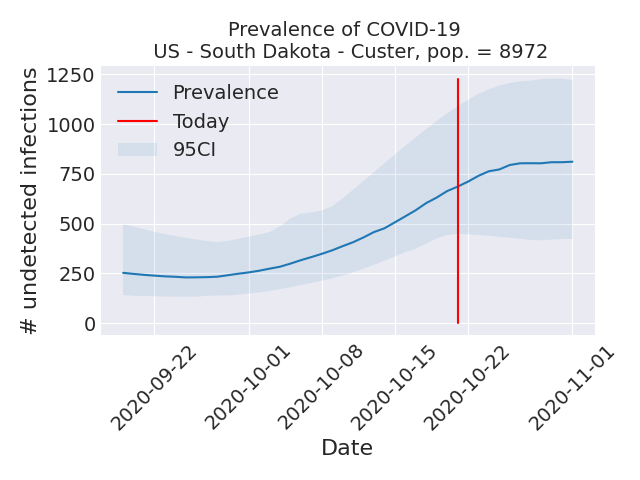 Prevalence of COVID-19
US - South Dakota - Custer, pop. = 8972
# undetected infections
1250
1000
750
500
250
0
Prevalence
Today
95CI
2020-09-22
2020-10-01
2020-10-08
2020-10-15
2020-10-22
2020-11-01
Date